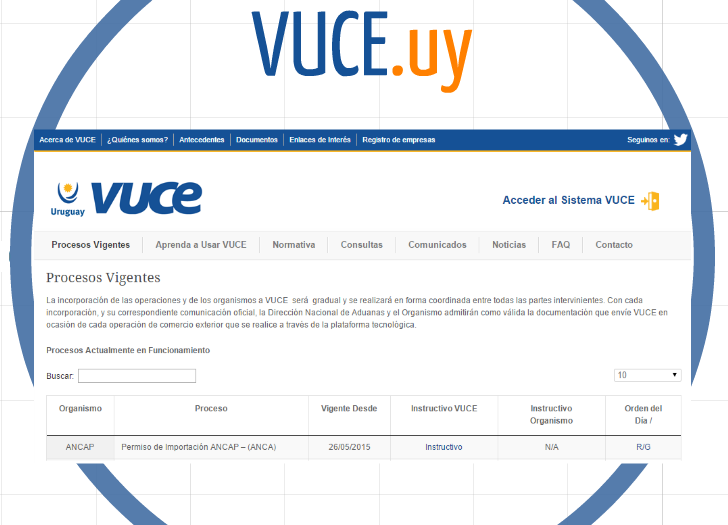 VUCE.uy
Acerca de VUCE ¿Quiénes somos? Antecedentes Documentos Enlaces de Interés Registro de empresas Seguinos en:
Uruguay vuce
Acceder al Sistema VUCE
Procesos Vigentes Aprenda a Usar VUCE Normativa Consultas Comunicados Noticias FAQ Contacto
Procesos Vigentes
La incorporación de las operaciones y de los organismos a VUCE será gradual y se realizará en forma coordinada entre todas las partes intervinientes. Con cada
incorporación, y su correspondiente comunicación oficial, la Dirección Nacional de Aduanas y el Organismo admitirán como válida la documentación que envíe VUCE en
ocasión de cada operación de comercio exterior que se realice a través de la plataforma tecnológica.
Procesos Actualmente en Funcionamiento
Buscar: 10
Organismo Proceso Vigente Desde Instructivo VUCE Instructivo Organismo Orden del Día /
ANCAP Permiso de Importación ANCAP – (ANCA) 26/05/2015 Instructivo N/A R/G